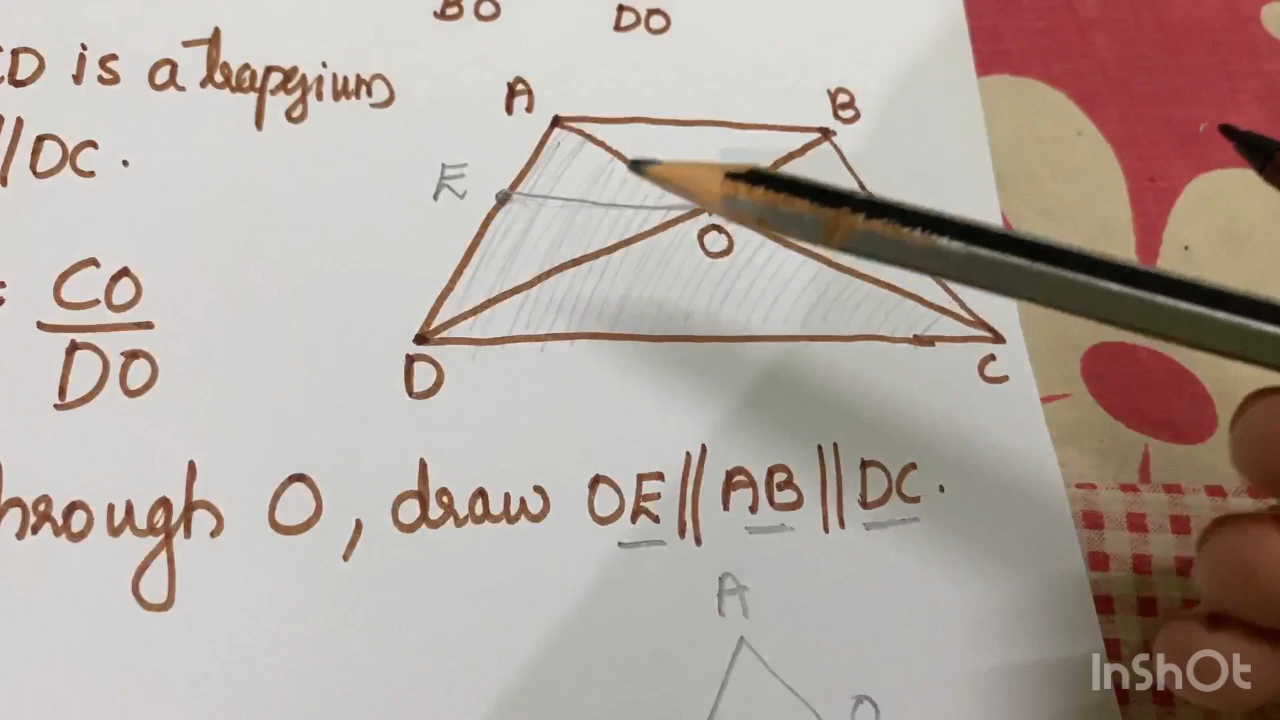 BO DO
CD is a trapezium
// DC.
A B
E
= CO
DO
O
D C
through O, draw OE || AB || DC.
A
O
InShOt